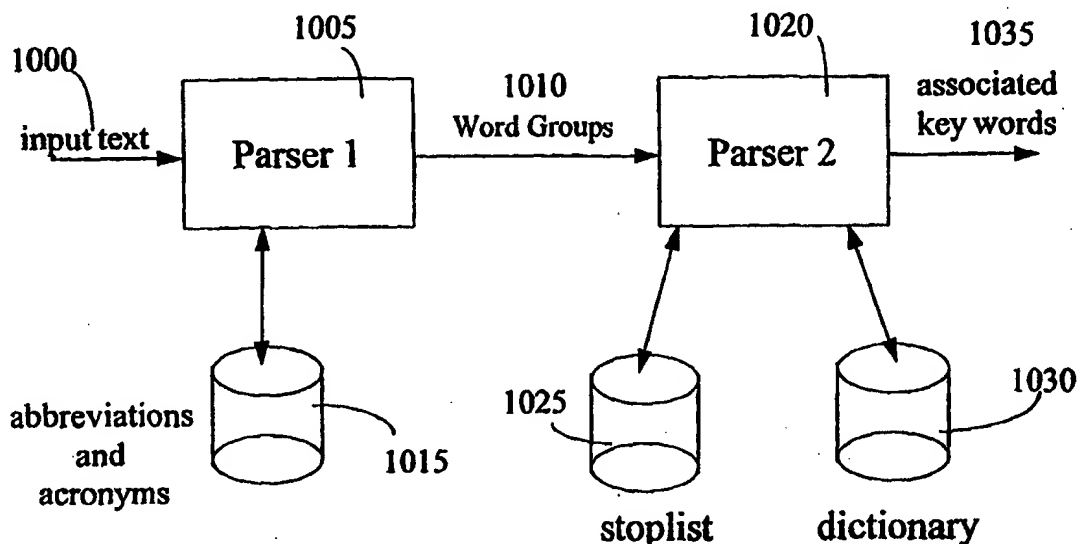 1000
input text
1005
Parser 1
1010
Word Groups
1020
Parser 2
1035
associated
key words
abbreviations
and
acronyms
1015
1025
stoplist
1030
dictionary